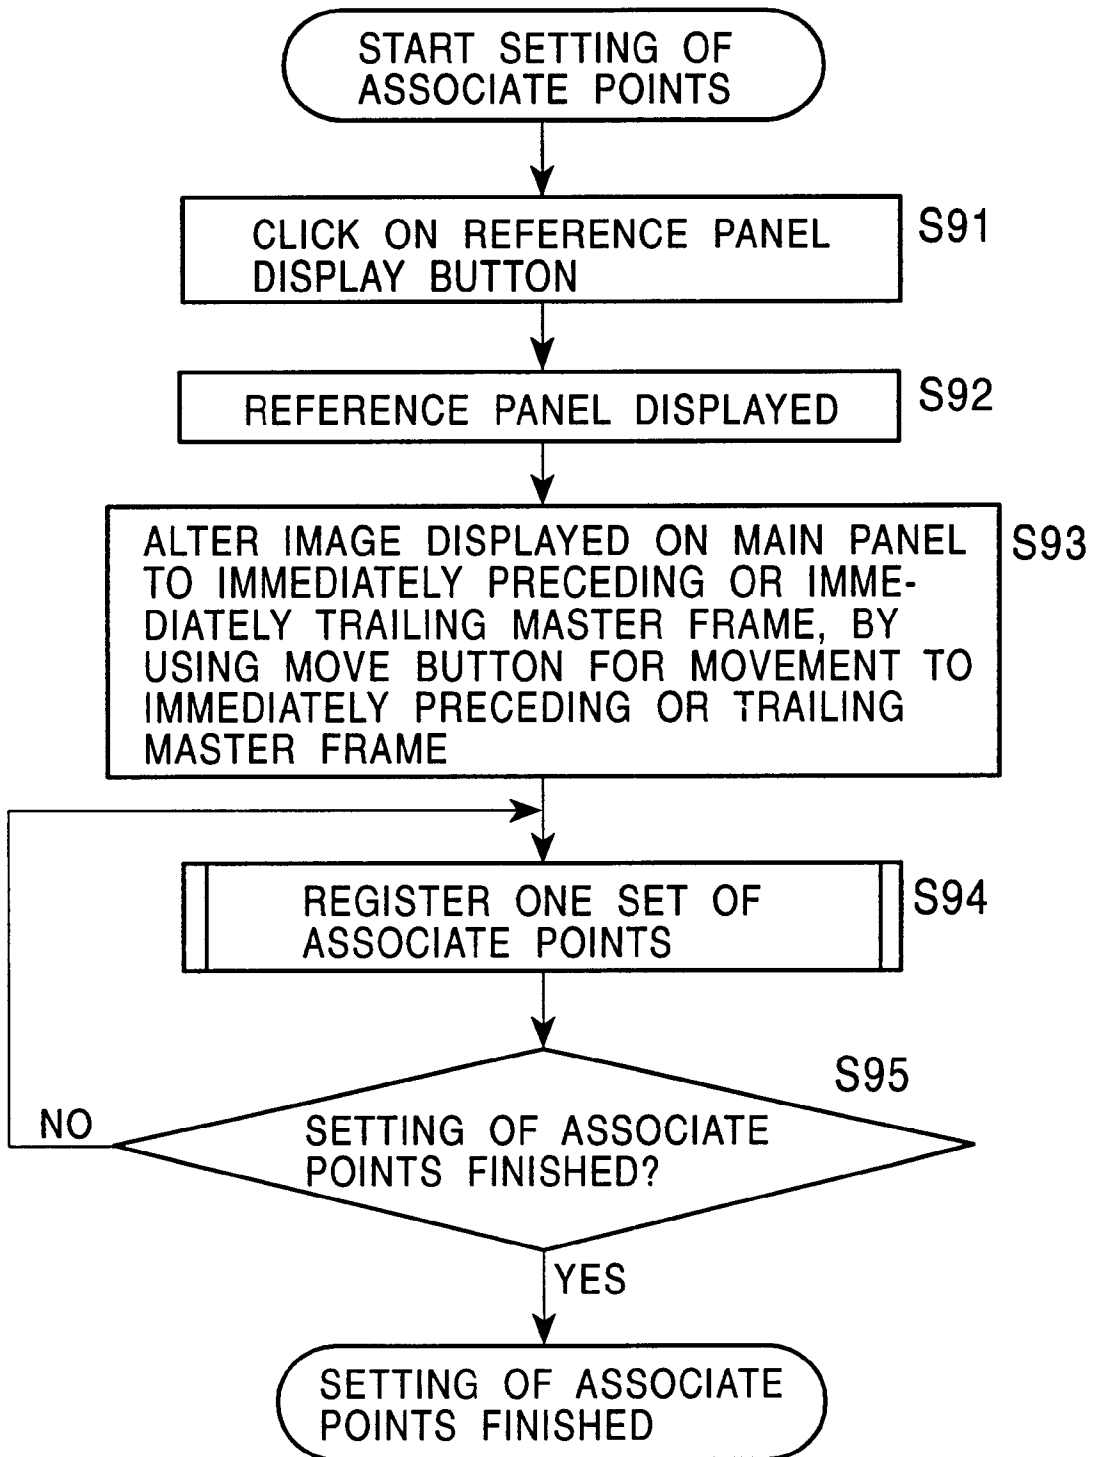 START SETTING OF
ASSOCIATE POINTS
CLICK ON REFERENCE PANEL
DISPLAY BUTTON
S91
REFERENCE PANEL DISPLAYED
S92
ALTER IMAGE DISPLAYED ON MAIN PANEL
TO IMMEDIATELY PRECEDING OR IMME-
DIATELY TRAILING MASTER FRAME, BY
USING MOVE BUTTON FOR MOVEMENT TO
IMMEDIATELY PRECEDING OR TRAILING
MASTER FRAME
S93
REGISTER ONE SET OF
ASSOCIATE POINTS
S94
SETTING OF ASSOCIATE
POINTS FINISHED?
S95
NO
YES
SETTING OF ASSOCIATE
POINTS FINISHED